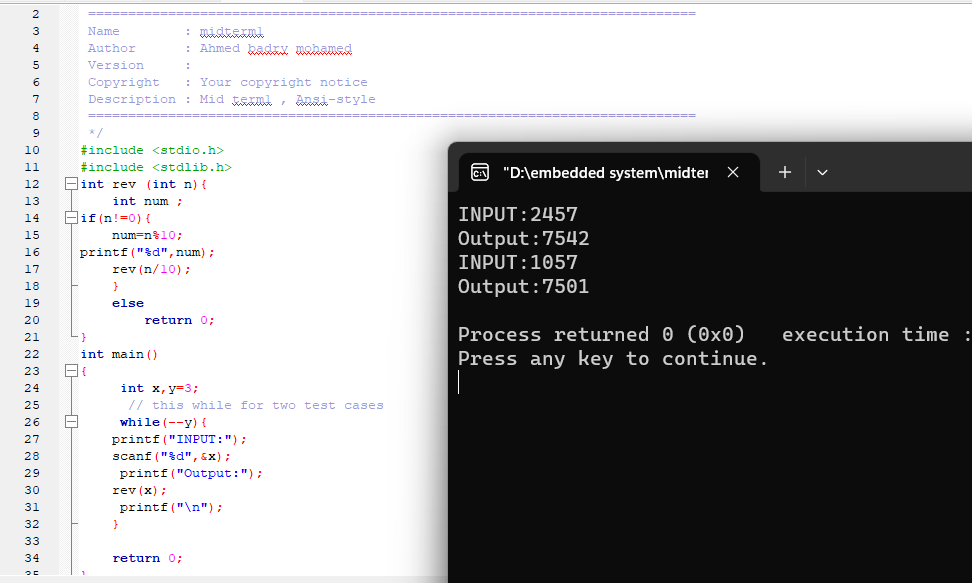 2 ============================================================================
3 Name : midterm1
4 Author : Ahmed badry mohamed
5 Version :
6 Copyright : Your copyright notice
7 Description : Mid term1 , Ansi-style
8 ============================================================================
9 */
10 #include <stdio.h>
11 #include <stdlib.h>
12 int rev (int n){
13 int num ;
14 if(n!=0){
15 num=n%10;
16 printf("%d",num);
17 rev(n/10);
18 }
19 else
20 return 0;
21 }
22 int main()
23 {
24 int x,y=3;
25 // this while for two test cases
26 while(--y){
27 printf("INPUT:");
28 scanf("%d",&x);
29 printf("Output:");
30 rev(x);
31 printf("\n");
32 }
33
34 return 0;
35 }
"D:\embedded system\midter
INPUT:2457
Output:7542
INPUT:1057
Output:7501
Process returned 0 (0x0) execution time :
Press any key to continue.